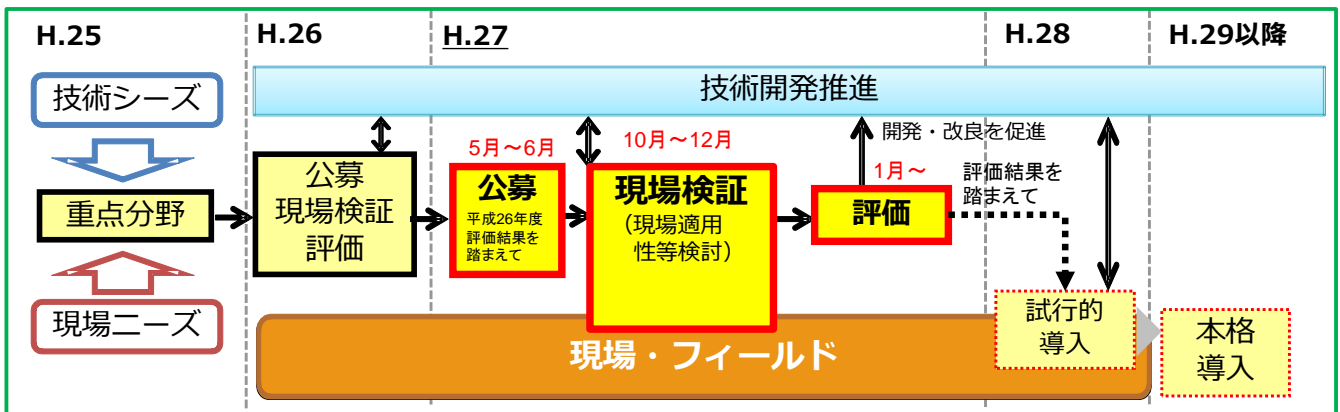 H.25
H.26
H.27
H.28
H.29以降
技術シーズ
重点分野
現場ニーズ
技術開発推進
公募
現場検証
評価
5月～6月
公募
平成26年度
評価結果を
踏まえて
10月～12月
現場検証
（現場適用
性等検討）
開発・改良を促進
1月～
評価
評価結果を
踏まえて
試行的
導入
本格
導入
現場・フィールド